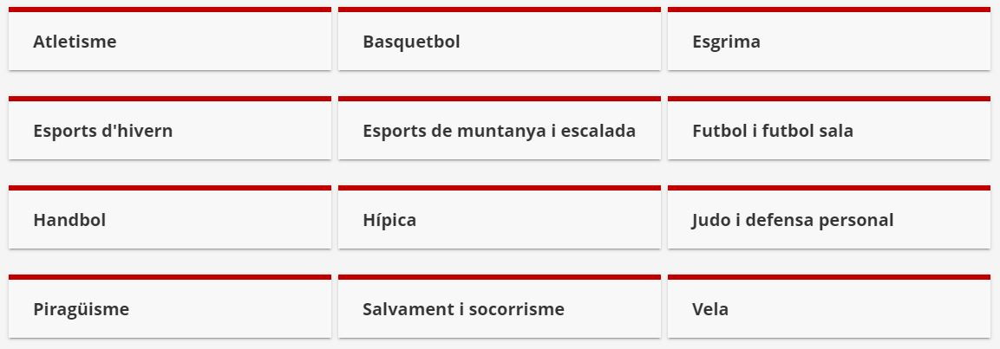 Atletisme
Basquetbol
Esgrima
Esports d'hivern
Esports de muntanya i escalada
Futbol i futbol sala
Handbol
Hípica
Judo i defensa personal
Piragüisme
Salvament i socorrisme
Vela